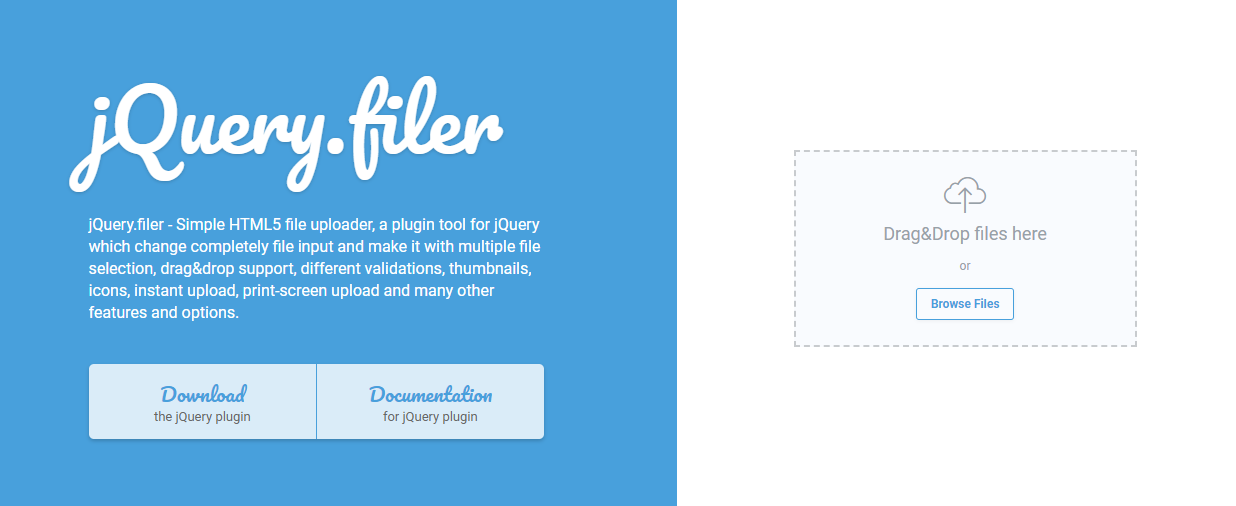 jQuery.filer
jQuery.filer - Simple HTML5 file uploader, a plugin tool for jQuery
which change completely file input and make it with multiple file
selection, drag&drop support, different validations, thumbnails,
icons, instant upload, print-screen upload and many other
features and options.
Download
the jQuery plugin
Documentation
for jQuery plugin
Drag&Drop files here
or
Browse Files